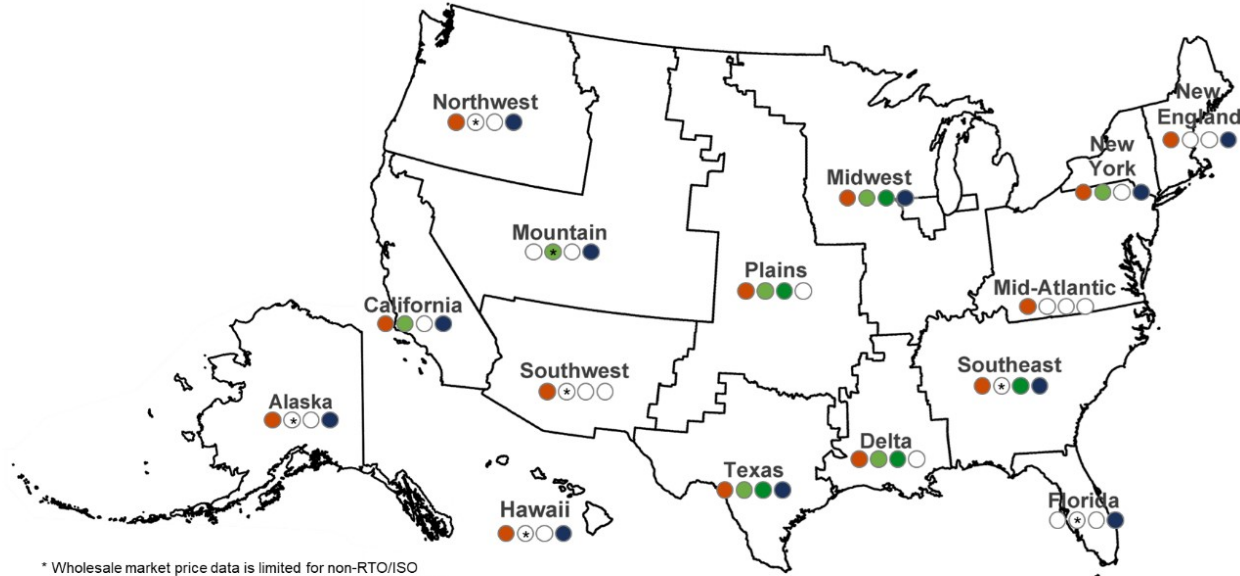 New
England
Northwest
*
New
York
Midwest
Mountain
*
Plains
Mid-Atlantic
California
Southeast
*
Southwest
*
Alaska
*
Delta
Texas
Florida
*
Hawaii
*
* Wholesale market price data is limited for non-RTO/ISO